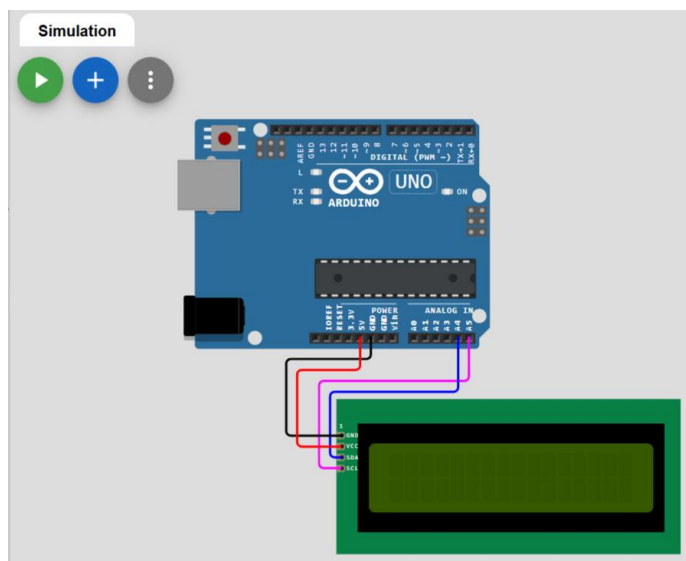 Simulation
AREF
GND
13
12
~11
~10
~9
8
7
~6
~5
4
~3
2
TX→1
RX←0
DIGITAL (PWM ~)
L
TX
RX
UNO
ARDUINO
ON
POWER
ANALOG IN
IOREF
RESET
3.3V
5V
GND
GND
Vin
A0
A1
A2
A3
A4
A5
1
GND
VCC
SDA
SCL